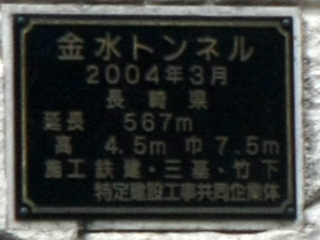 金水トンネル
2004年3月
長崎県
延長 567m
高 4.5m 巾 7.5m
施工 鉄建・三基・竹下
特定建設工事共同企業体